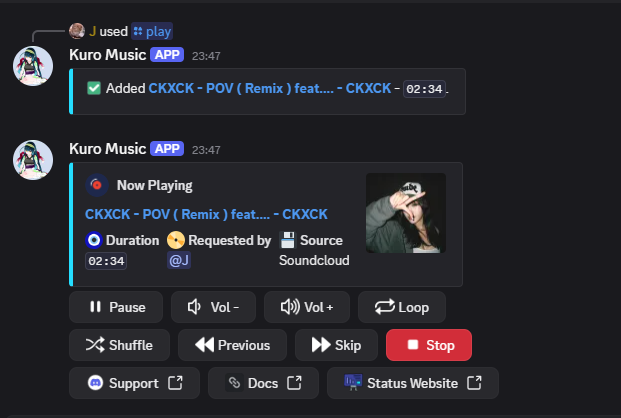 J used play
Kuro Music APP 23:47
Added CKXCK - POV ( Remix ) feat.... - CKXCK - 02:34.
Kuro Music APP 23:47
Now Playing
CKXCK - POV ( Remix ) feat.... - CKXCK
Duration Requested by Source
02:34 @J Soundcloud
Pause Vol - Vol + Loop
Shuffle Previous Skip Stop
Support Docs Status Website